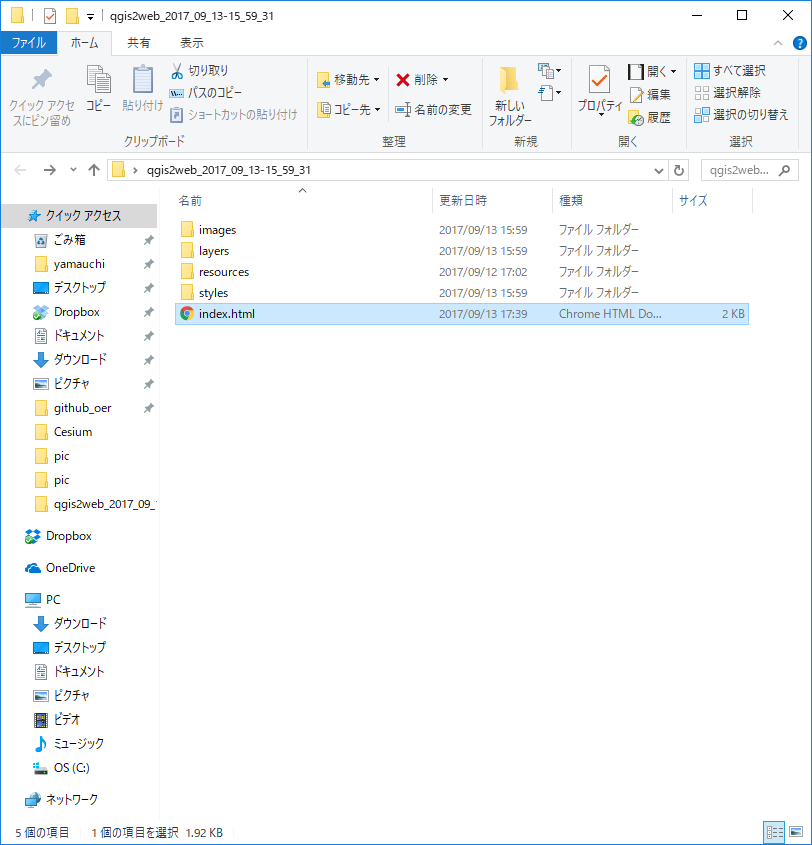 qgis2web_2017_09_13-15_59_31
ファイル ホーム 共有 表示
クイック アクセスにピン留め
コピー
貼り付け
切り取り
パスのコピー
ショートカットの貼り付け
クリップボード
移動先
コピー先
削除
名前の変更
整理
新しい
フォルダー
新規
プロパティ
開く
編集
履歴
開く
すべて選択
選択解除
選択の切り替え
選択
qgis2web_2017_09_13-15_59_31
qgis2web...
名前 更新日時 種類 サイズ
images 2017/09/13 15:59 ファイル フォルダー
layers 2017/09/13 15:59 ファイル フォルダー
resources 2017/09/12 17:02 ファイル フォルダー
styles 2017/09/13 15:59 ファイル フォルダー
index.html 2017/09/13 17:39 Chrome HTML Do... 2 KB
クイック アクセス
ごみ箱
yamauchi
デスクトップ
Dropbox
ドキュメント
ダウンロード
ピクチャ
github_oer
Cesium
pic
pic
qgis2web_2017_09_
Dropbox
OneDrive
PC
ダウンロード
デスクトップ
ドキュメント
ピクチャ
ビデオ
ミュージック
OS (C:)
ネットワーク
5 個の項目 1 個の項目を選択 1.92 KB